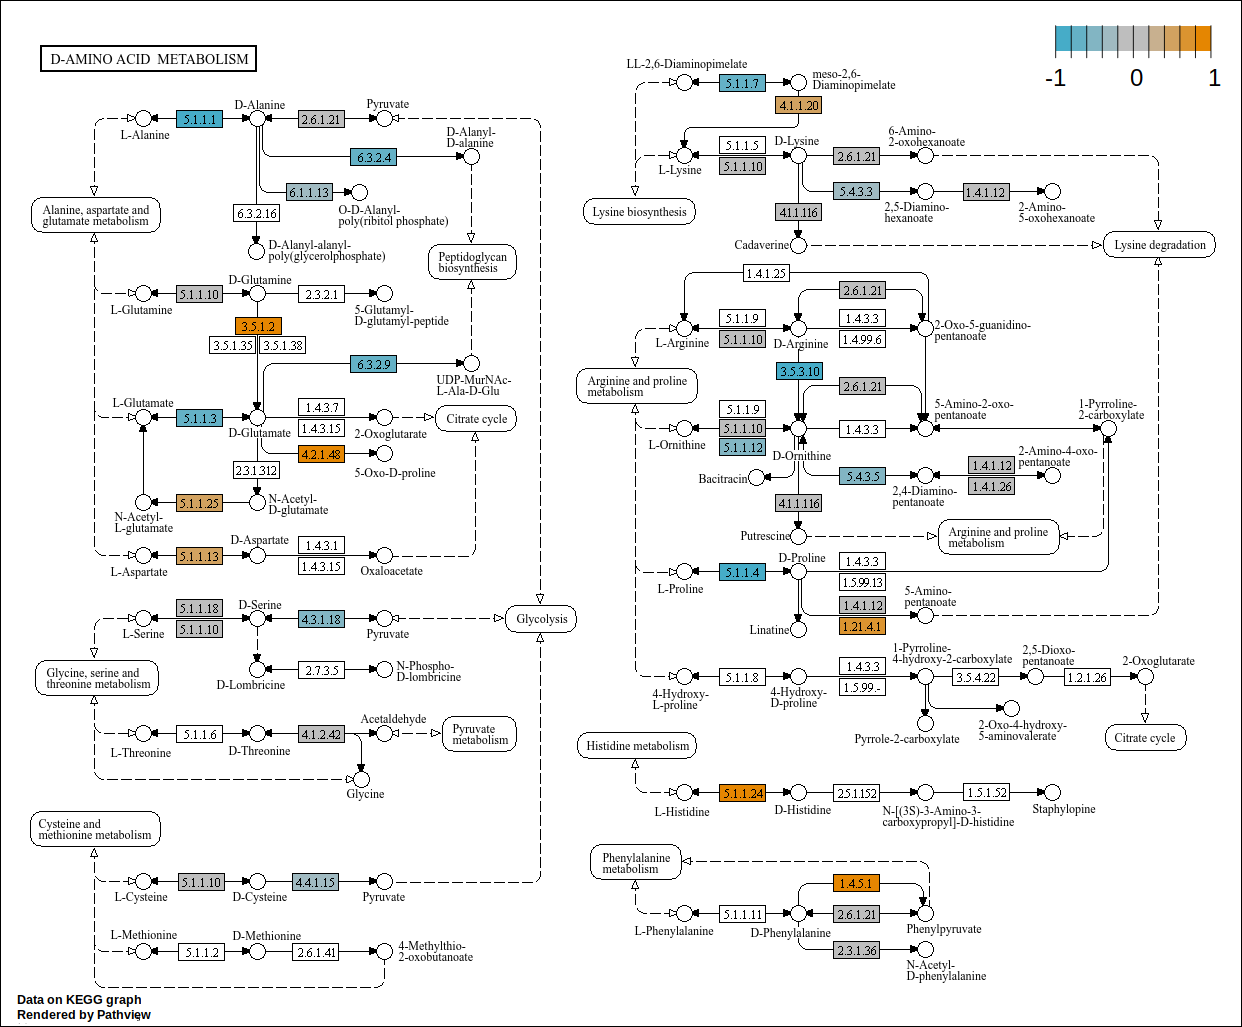 D-AMINO ACID METABOLISM
-1 0 1
D-Alanine
Pyruvate
5.1.1.1
2.6.1.21
L-Alanine
D-Alanyl-
D-alanine
6.3.2.4
6.1.1.13
O-D-Alanyl-
poly(ribitol phosphate)
Alanine, aspartate and
glutamate metabolism
6.3.2.16
D-Alanyl-alanyl-
poly(glycerolphosphate)
Peptidoglycan
biosynthesis
D-Glutamine
5.1.1.10
2.3.2.1
L-Glutamine
5-Glutamyl-
D-glutamyl-peptide
3.5.1.2
3.5.1.35
3.5.1.38
6.3.2.9
UDP-MurNAc-
L-Ala-D-Glu
L-Glutamate
5.1.1.3
1.4.3.7
1.4.3.15
Citrate cycle
D-Glutamate
2-Oxoglutarate
4.2.1.48
5-Oxo-D-proline
2.3.1.312
5.1.1.25
N-Acetyl-
D-glutamate
N-Acetyl-
L-glutamate
D-Aspartate
1.4.3.1
5.1.1.13
1.4.3.15
L-Aspartate
Oxaloacetate
5.1.1.18
D-Serine
5.1.1.10
4.3.1.18
Glycolysis
L-Serine
Pyruvate
Glycine, serine and
threonine metabolism
2.7.3.5
N-Phospho-
D-lombricine
D-Lombricine
Acetaldehyde
5.1.1.6
4.1.2.42
Pyruvate
metabolism
L-Threonine
D-Threonine
Glycine
Cysteine and
methionine metabolism
5.1.1.10
4.4.1.15
L-Cysteine
D-Cysteine
Pyruvate
L-Methionine
D-Methionine
5.1.1.2
2.6.1.41
4-Methylthio-
2-oxobutanoate
Data on KEGG graph
Rendered by Pathview
LL-2,6-Diaminopimelate
5.1.1.7
meso-2,6-
Diaminopimelate
4.1.1.20
5.1.1.5
D-Lysine
6-Amino-
2-oxohexanoate
5.1.1.10
2.6.1.21
L-Lysine
5.4.3.3
1.4.1.12
Lysine biosynthesis
4.1.1.116
2,5-Diamino-
hexanoate
2-Amino-
5-oxohexanoate
Cadaverine
Lysine degradation
1.4.1.25
2.6.1.21
5.1.1.9
1.4.3.3
2-Oxo-5-guanidino-
pentanoate
5.1.1.10
1.4.99.6
L-Arginine
D-Arginine
3.5.3.10
Arginine and proline
metabolism
2.6.1.21
5.1.1.9
5-Amino-2-oxo-
pentanoate
1-Pyrroline-
2-carboxylate
5.1.1.10
1.4.3.3
L-Ornithine
5.1.1.12
D-Ornithine
2-Amino-4-oxo-
pentanoate
Bacitracin
5.4.3.5
1.4.1.12
1.4.1.26
2,4-Diamino-
pentanoate
4.1.1.116
Putrescine
Arginine and proline
metabolism
D-Proline
1.4.3.3
5.1.1.4
1.5.99.13
L-Proline
5-Amino-
pentanoate
1.4.1.12
Linatine
1.21.4.1
1-Pyrroline-
4-hydroxy-2-carboxylate
2,5-Dioxo-
pentanoate
2-Oxoglutarate
1.4.3.3
5.1.1.8
1.5.99.-
3.5.4.22
1.2.1.26
4-Hydroxy-
L-proline
4-Hydroxy-
D-proline
2-Oxo-4-hydroxy-
5-aminovalerate
Pyrrole-2-carboxylate
Citrate cycle
Histidine metabolism
5.1.1.24
2.5.1.152
1.5.1.52
L-Histidine
D-Histidine
N-[(3S)-3-Amino-3-
carboxypropyl]-D-histidine
Staphylopine
Phenylalanine
metabolism
1.4.5.1
5.1.1.11
2.6.1.21
L-Phenylalanine
D-Phenylalanine
Phenylpyruvate
2.3.1.36
N-Acetyl-
D-phenylalanine